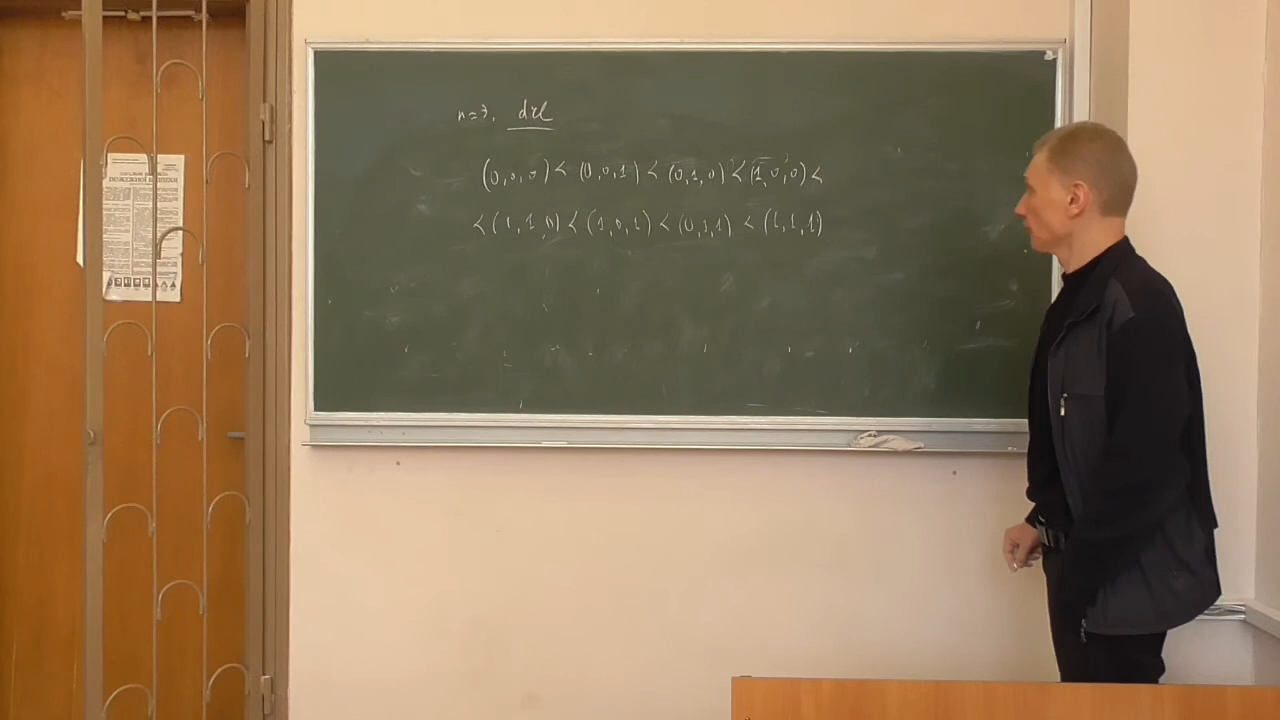 n=3. drl
(0,0,0) < (0,0,1) < (0,1,0) < (1,0,0) <
< (1,1,0) < (1,0,1) < (0,1,1) < (1,1,1)